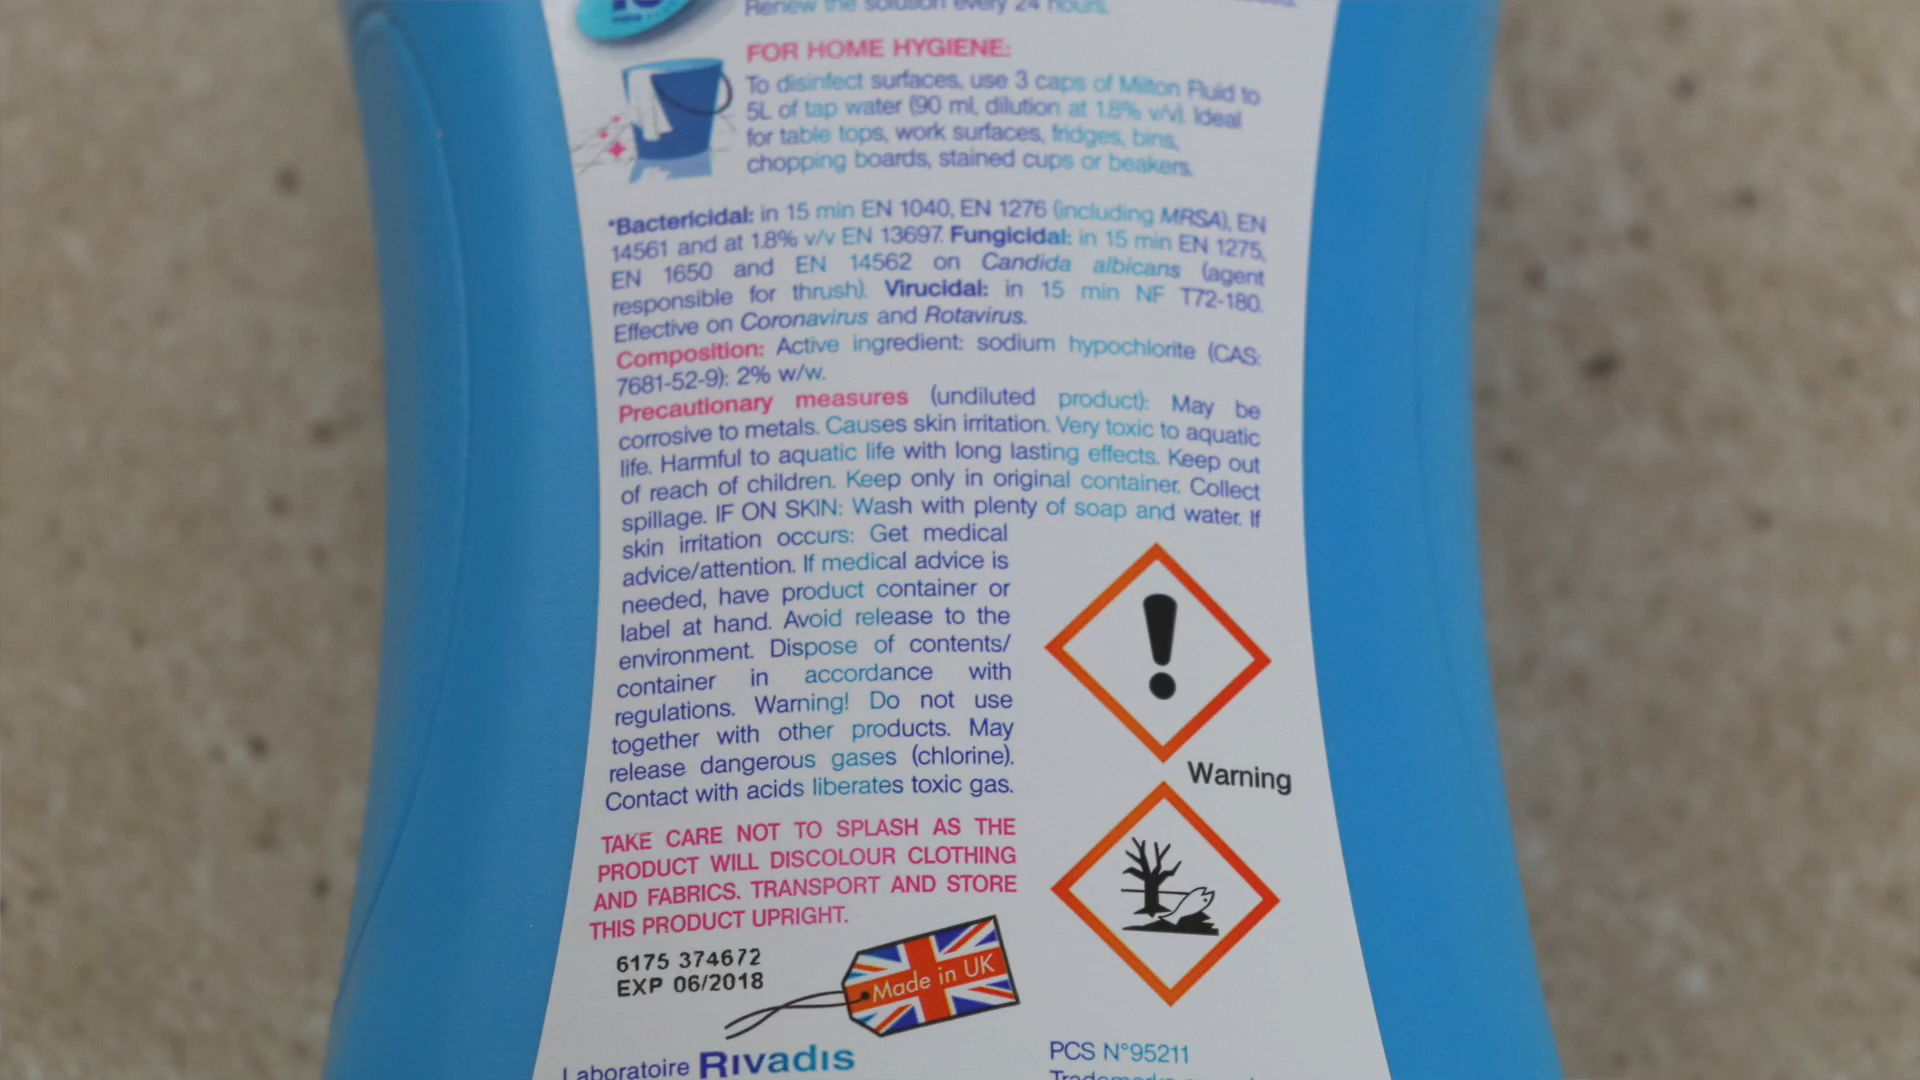 Renew the solution every 24 hours.
FOR HOME HYGIENE:
To disinfect surfaces, use 3 caps of Milton Fluid to
5L of tap water (90 ml, dilution at 1.8% v/v). Ideal
for table tops, work surfaces, fridges, bins,
chopping boards, stained cups or beakers.
*Bactericidal: in 15 min EN 1040, EN 1276 (including MRSA), EN
14561 and at 1.8% v/v EN 13697. Fungicidal: in 15 min EN 1275,
EN 1650 and EN 14562 on Candida albicans (agent
responsible for thrush). Virucidal: in 15 min NF T72-180.
Effective on Coronavirus and Rotavirus.
Composition: Active ingredient: sodium hypochlorite (CAS:
7681-52-9): 2% w/w.
Precautionary measures (undiluted product): May be
corrosive to metals. Causes skin irritation. Very toxic to aquatic
life. Harmful to aquatic life with long lasting effects. Keep out
of reach of children. Keep only in original container. Collect
spillage. IF ON SKIN: Wash with plenty of soap and water. If
skin irritation occurs: Get medical
advice/attention. If medical advice is
needed, have product container or
label at hand. Avoid release to the
environment. Dispose of contents/
container in accordance with
regulations. Warning! Do not use
together with other products. May
release dangerous gases (chlorine).
Contact with acids liberates toxic gas.
Warning
TAKE CARE NOT TO SPLASH AS THE
PRODUCT WILL DISCOLOUR CLOTHING
AND FABRICS. TRANSPORT AND STORE
THIS PRODUCT UPRIGHT.
6175 374672
EXP 06/2018
Made in UK
Laboratoire RIVADIS
PCS N°95211